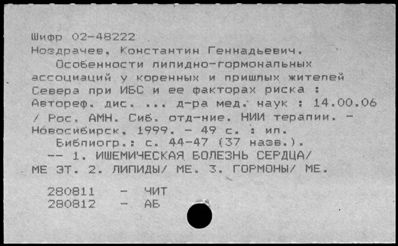 Шифр 02-48222
Ноздрачев, Константин Геннадьевич.
Особенности липидно-гормональных
ассоциаций у коренных и пришлых жителей
Севера при ИБС и ее факторах риска :
Автореф. дис. ... д-ра мед. наук : 14.00.06
/ Рос. АМН. Сиб. отд-ние. НИИ терапии. -
Новосибирск, 1999. - 49 с. : ил.
Библиогр.: с. 44-47 (37 назв.).
-- 1. ИШЕМИЧЕСКАЯ БОЛЕЗНЬ СЕРДЦА/
МЕ ЭТ. 2. ЛИПИДЫ/ МЕ. 3. ГОРМОНЫ/ МЕ.
280811 - ЧИТ
280812 - АБ